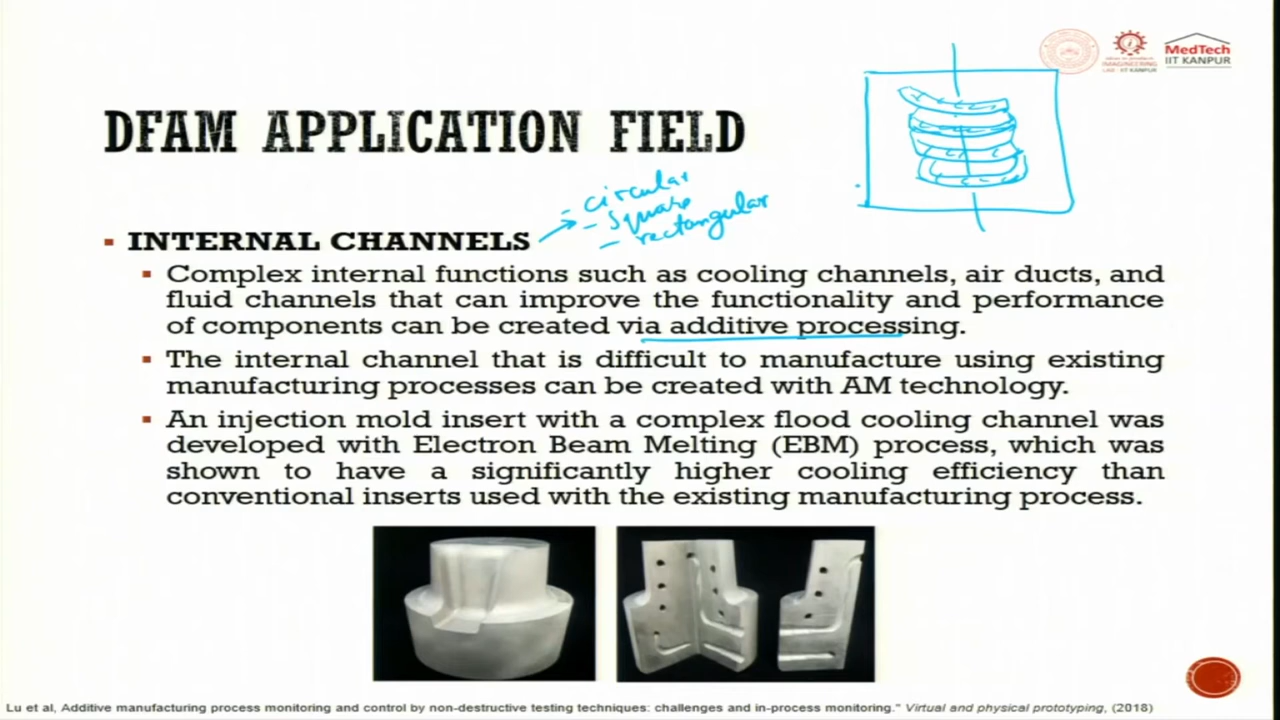 MedTech
IIT KANPUR
IMAGINEERING
LAB - IIT KANPUR
DFAM APPLICATION FIELD
- circular
- square
- rectangular
▪ INTERNAL CHANNELS
▪ Complex internal functions such as cooling channels, air ducts, and
fluid channels that can improve the functionality and performance
of components can be created via additive processing.
▪ The internal channel that is difficult to manufacture using existing
manufacturing processes can be created with AM technology.
▪ An injection mold insert with a complex flood cooling channel was
developed with Electron Beam Melting (EBM) process, which was
shown to have a significantly higher cooling efficiency than
conventional inserts used with the existing manufacturing process.
Lu et al, Additive manufacturing process monitoring and control by non-destructive testing techniques: challenges and in-process monitoring." Virtual and physical prototyping, (2018)